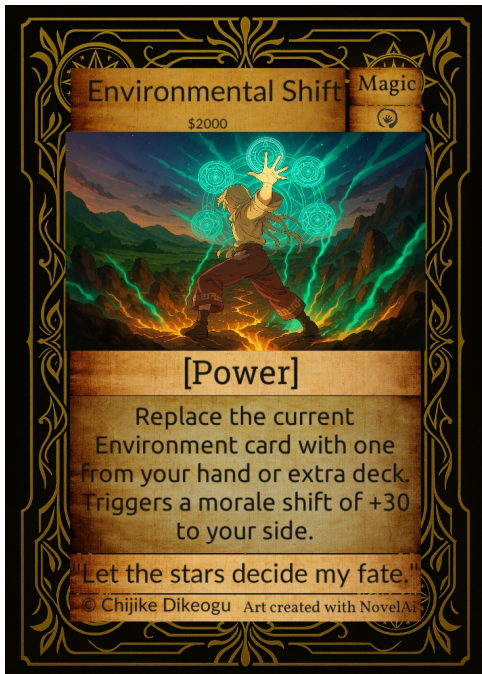 Environmental Shift
Magic
$2000
[Power]
Replace the current
Environment card with one
from your hand or extra deck.
Triggers a morale shift of +30
to your side.
"Let the stars decide my fate."
© Chijike Dikeogu
Art created with NovelAi